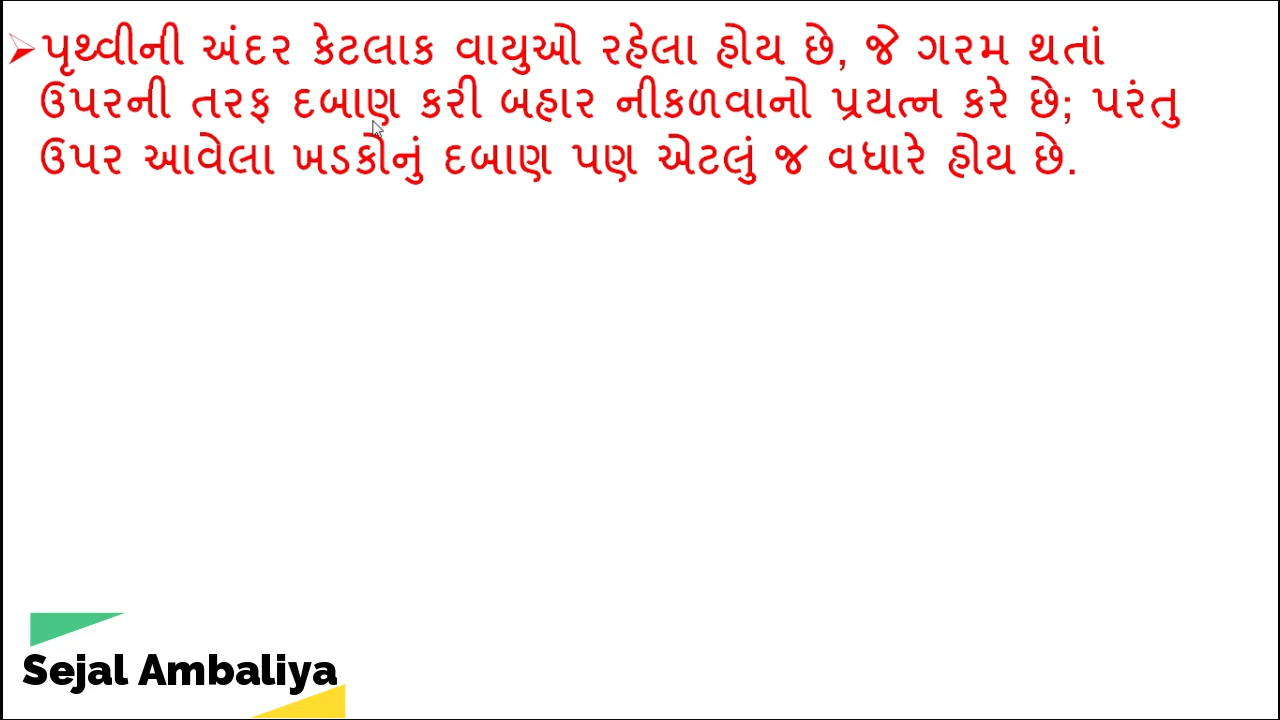 ➢પૃથ્વીની અંદર કેટલાક વાયુઓ રહેલા હોય છે, જે ગરમ થતાં
ઉપરની તરફ દબાણ કરી બહાર નીકળવાનો પ્રયત્ન કરે છે; પરંતુ
ઉપર આવેલા ખડકોનું દબાણ પણ એટલું જ વધારે હોય છે.
Sejal Ambaliya